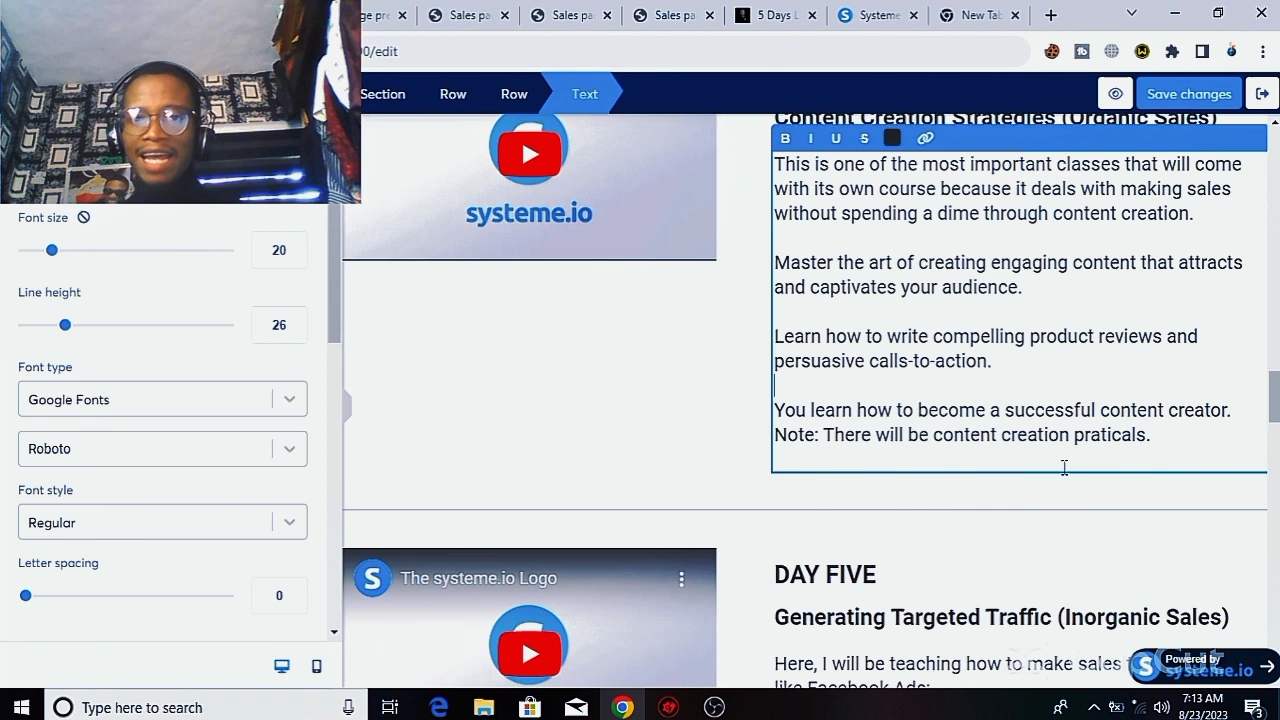 ge pre
Sales pa
Sales pa
Sales pa
5 Days L
Systeme
New Tab
0/edit
Section
Row
Row
Text
Save changes
Font size
20
Line height
26
Font type
Google Fonts
Roboto
Font style
Regular
Letter spacing
0
systeme.io
Content Creation Strategies (Organic Sales)
B I U S
This is one of the most important classes that will come
with its own course because it deals with making sales
without spending a dime through content creation.
Master the art of creating engaging content that attracts
and captivates your audience.
Learn how to write compelling product reviews and
persuasive calls-to-action.
You learn how to become a successful content creator.
Note: There will be content creation praticals.
S The systeme.io Logo
DAY FIVE
Generating Targeted Traffic (Inorganic Sales)
Here, I will be teaching how to make sales
like Facebook Ads:
Powered by
systeme.io
Type here to search
7:13 AM
8/23/2023
3